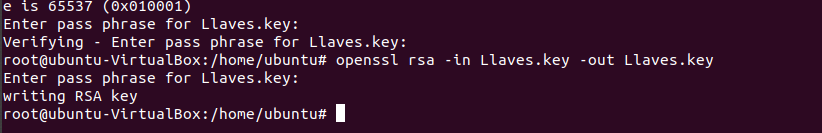 e is 65537 (0x010001)
Enter pass phrase for Llaves.key:
Verifying - Enter pass phrase for Llaves.key:
root@ubuntu-VirtualBox:/home/ubuntu# openssl rsa -in Llaves.key -out Llaves.key
Enter pass phrase for Llaves.key:
writing RSA key
root@ubuntu-VirtualBox:/home/ubuntu#